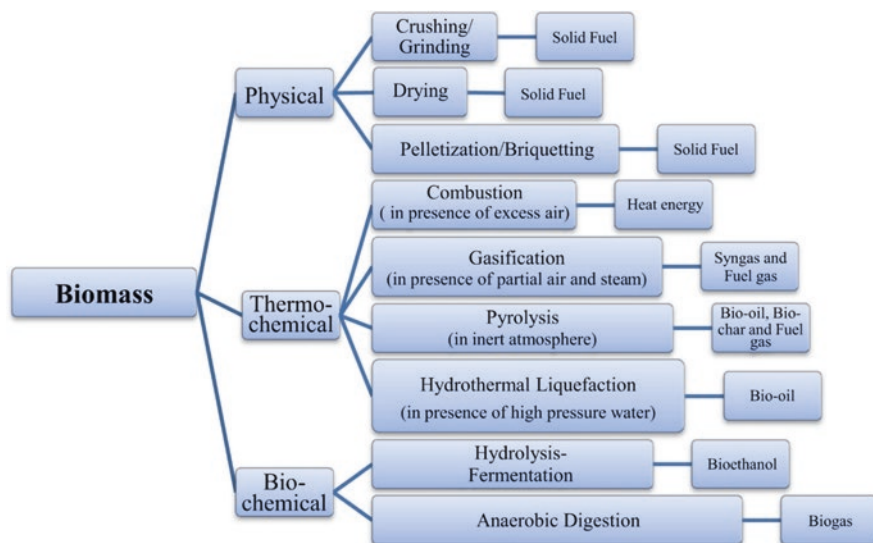 Biomass
Physical
Crushing/
Grinding
Solid Fuel
Drying
Solid Fuel
Pelletization/Briquetting
Solid Fuel
Thermo-
chemical
Combustion
( in presence of excess air)
Heat energy
Gasification
(in presence of partial air and steam)
Syngas and
Fuel gas
Pyrolysis
(in inert atmosphere)
Bio-oil, Bio-
char and Fuel
gas
Hydrothermal Liquefaction
(in presence of high pressure water)
Bio-oil
Bio-
chemical
Hydrolysis-
Fermentation
Bioethanol
Anaerobic Digestion
Biogas